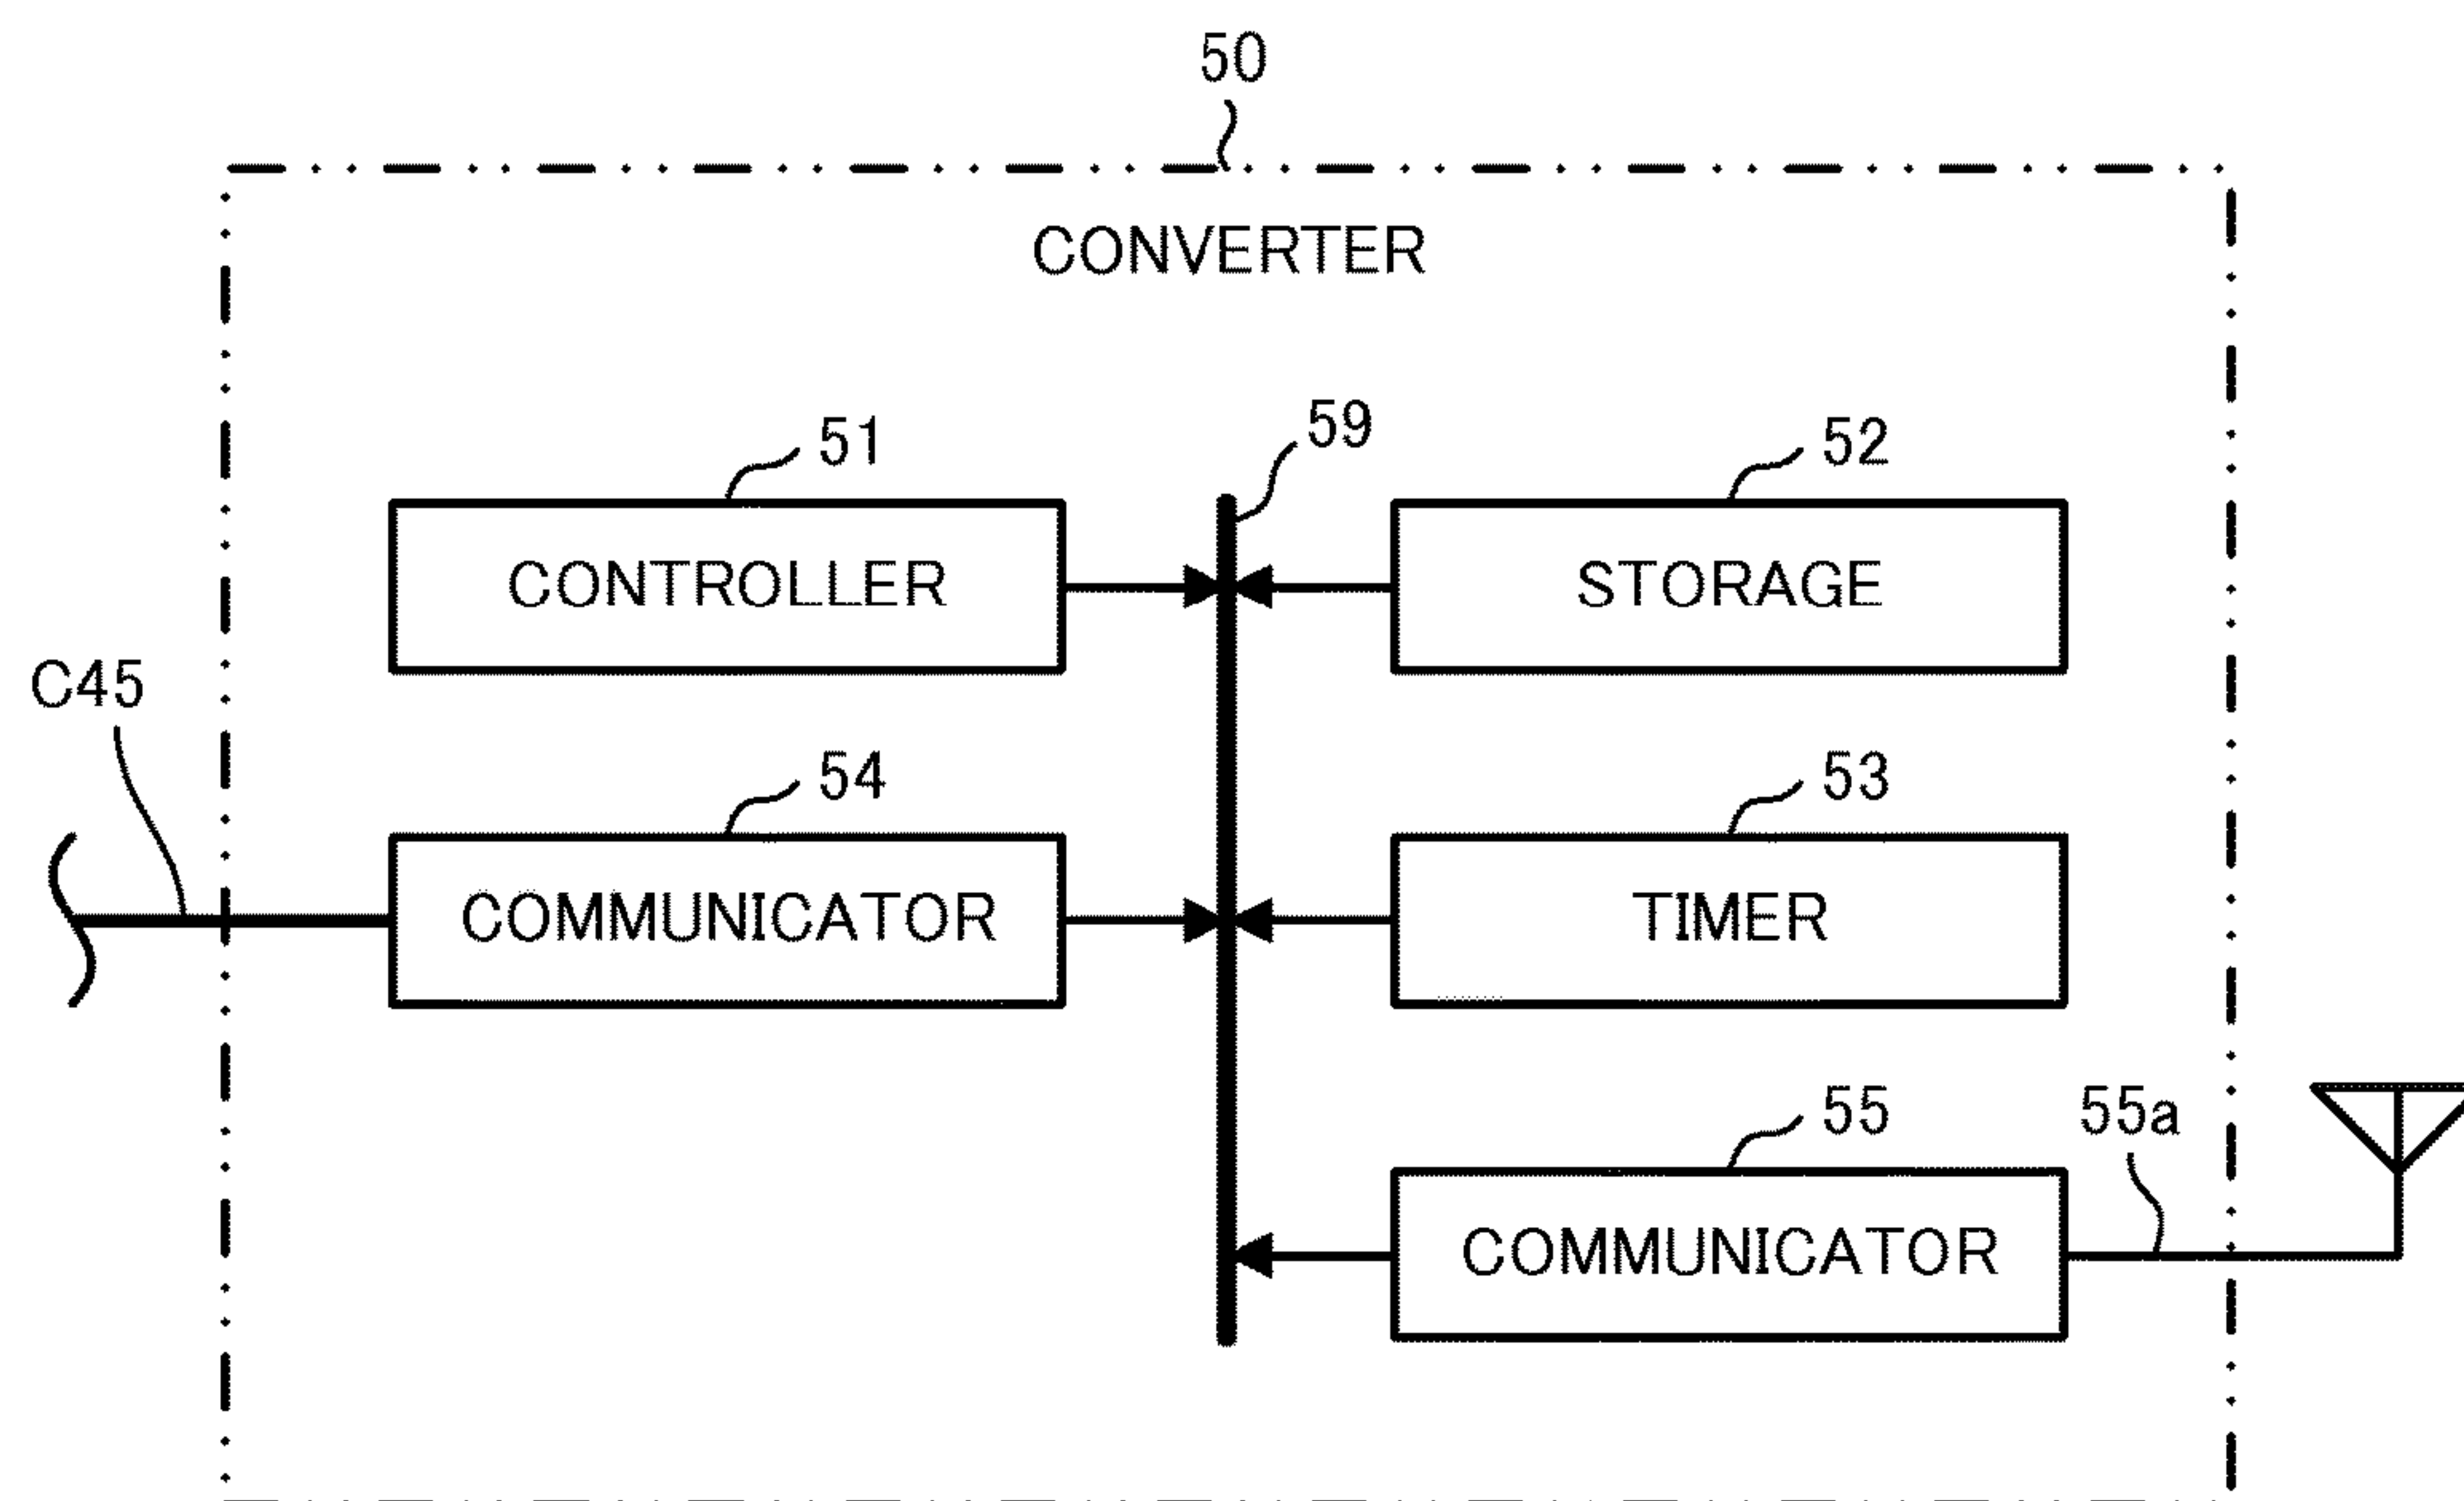 50
CONVERTER
51
59
52
CONTROLLER
STORAGE
C45
54
53
COMMUNICATOR
TIMER
55
55a
COMMUNICATOR